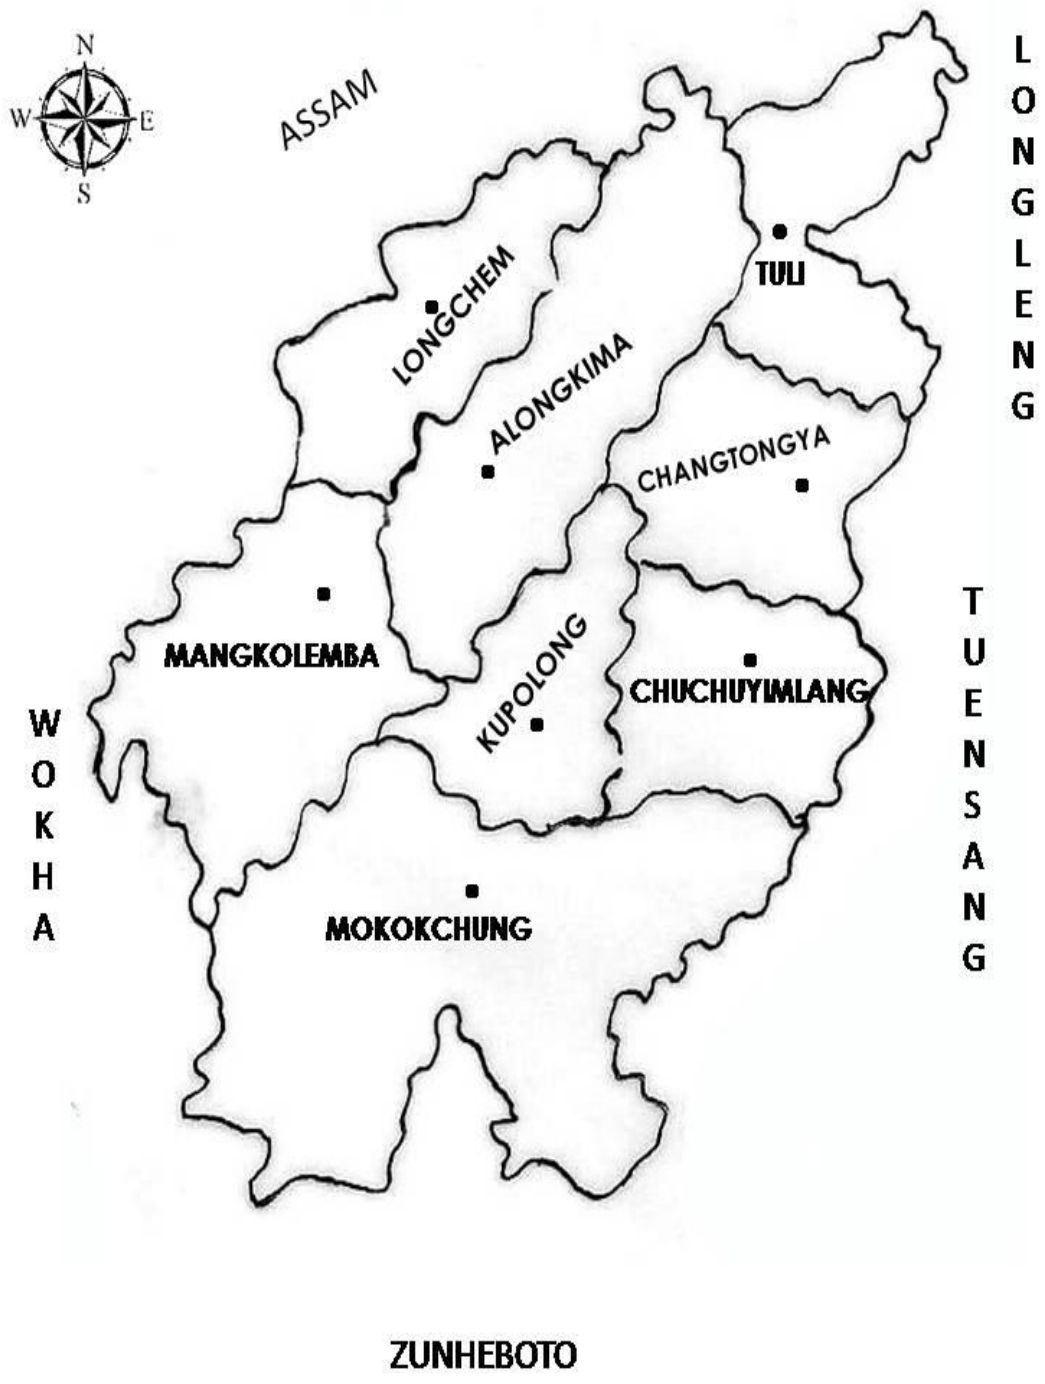 N
W E
S
ASSAM
LONGLENG
TULI
LONGCHEM
ALONGKIMA
CHANGTONGYA
MANGKOLEMBA
KUPOLONG
CHUCHUYIMLANG
WOKHA
TUENSANG
MOKOKCHUNG
ZUNHEBOTO